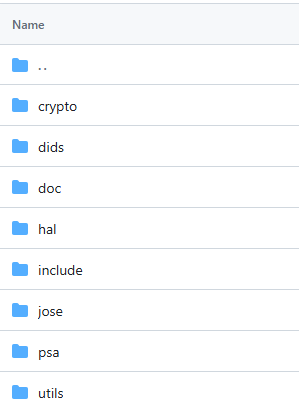 Name
. .
crypto
dids
doc
hal
include
jose
psa
utils